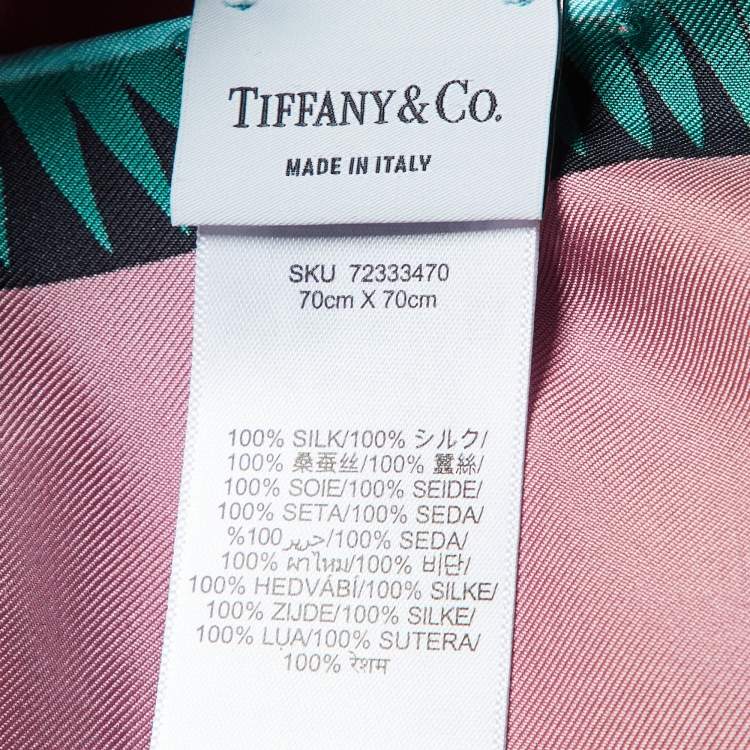 TIFFANY & CO.
MADE IN ITALY
SKU 72333470
70cm X 70cm
100% SILK/100% シルク/
100% 桑蚕丝/100% 蠶絲/
100% SOIE/100% SEIDE/
100% SETA/100% SEDA/
%100 حرير/100% SEDA/
100% ผ้าไหม/100% 비단/
100% HEDVÁBÍ/100% SILKE/
100% ZIJDE/100% SILKE/
100% LỤA/100% SUTERA/
100% रेशम